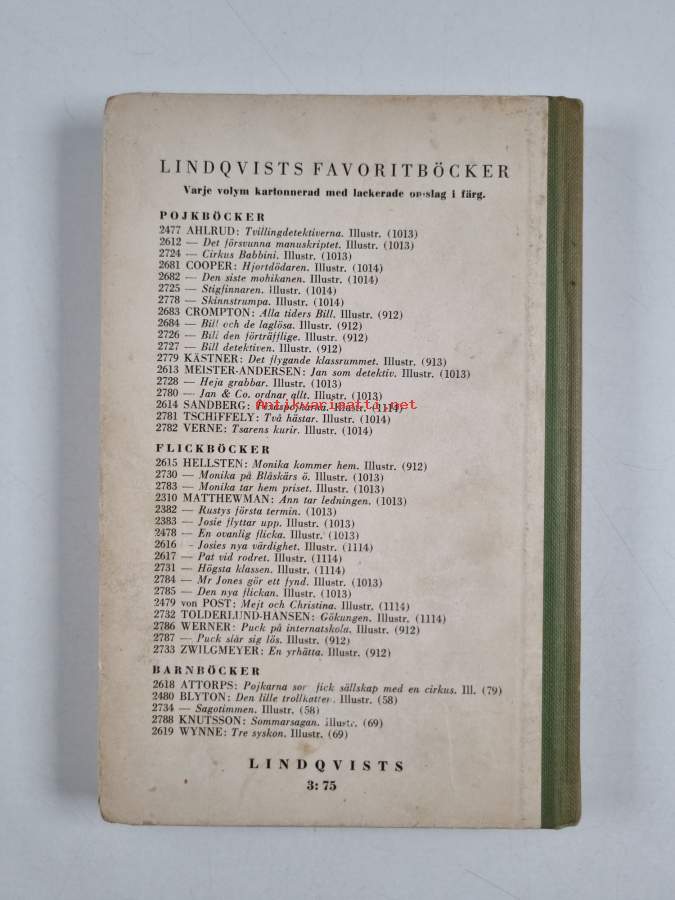 LINDQVISTS FAVORITBÖCKER
Varje volym kartonnerad med lackerade omslag i färg.
POJKBÖCKER
2477 AHLRUD: Tvillingdetektiverna. Illustr. (1013)
2612 — Det försvunna manuskriptet. Illustr. (1013)
2724 — Cirkus Babbini. Illustr. (1013)
2681 COOPER: Hjortdödaren. Illustr. (1014)
2682 — Den siste mohikanen. Illustr. (1014)
2725 — Stigfinnaren. Illustr. (1014)
2778 — Skinnstrumpa. Illustr. (1014)
2683 CROMPTON: Alla tiders Bill. Illustr. (912)
2684 — Bill och de laglösa. Illustr. (912)
2726 — Bill den förträfflige. Illustr. (912)
2727 — Bill detektiven. Illustr. (912)
2779 KÄSTNER: Det flygande klassrummet. Illustr. (913)
2613 MEISTER-ANDERSEN: Jan som detektiv. Illustr. (1013)
2728 — Heja grabbar. Illustr. (1013)
2780 — Jan & Co. ordnar allt. Illustr. (1013)
Antikvariaatti.net
2614 SANDBERG: Illustr. (1114)
2781 TSCHIFFELY: Två hästar. Illustr. (1014)
2782 VERNE: Tsarens kurir. Illustr. (1014)
FLICKBÖCKER
2615 HELLSTEN: Monika kommer hem. Illustr. (912)
2730 — Monika på Blåskärs ö. Illustr. (1013)
2783 — Monika tar hem priset. Illustr. (1013)
2310 MATTHEWMAN: Ann tar ledningen. (1013)
2382 — Rustys första termin. (1013)
2383 — Josie flyttar upp. Illustr. (1013)
2478 — En ovanlig flicka. Illustr. (1013)
2616 — Josies nya värdighet. Illustr. (1114)
2617 — Pat vid rodret. Illustr. (1114)
2731 — Högsta klassen. Illustr. (1114)
2784 — Mr Jones gör ett fynd. Illustr. (1013)
2785 — Den nya flickan. Illustr. (1013)
2479 von POST: Mejt och Christina. Illustr. (1114)
2732 TOLDERLUND-HANSEN: Gökungen. Illustr. (1114)
2786 WERNER: Puck på internatskola. Illustr. (912)
2787 — Puck slår sig lös. Illustr. (912)
2733 ZWILGMEYER: En yrhätta. Illustr. (912)
BARNBÖCKER
2618 ATTORPS: Pojkarna som fick sällskap med en cirkus. Ill. (79)
2480 BLYTON: Den lille trollkatten. Illustr. (58)
2734 — Sagotimmen. Illustr. (58)
2788 KNUTSSON: Sommarsagan. Illustr. (69)
2619 WYNNE: Tre syskon. Illustr. (69)
LINDQVISTS
3: 75